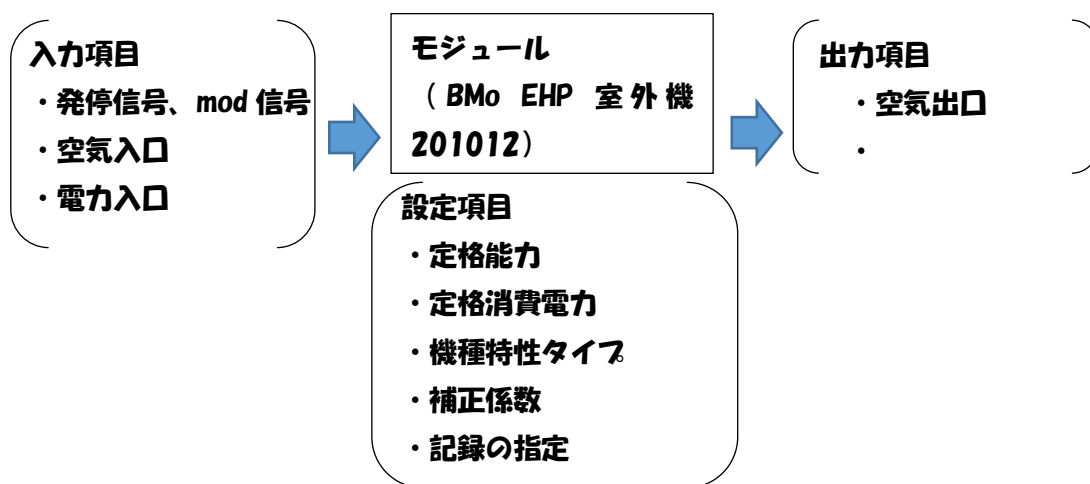 入力項目
・発停信号、mod 信号
・空気入口
・電力入口
モジュール
（BMo EHP 室外機
201012）
設定項目
・定格能力
・定格消費電力
・機種特性タイプ
・補正係数
・記録の指定
出力項目
・空気出口
・